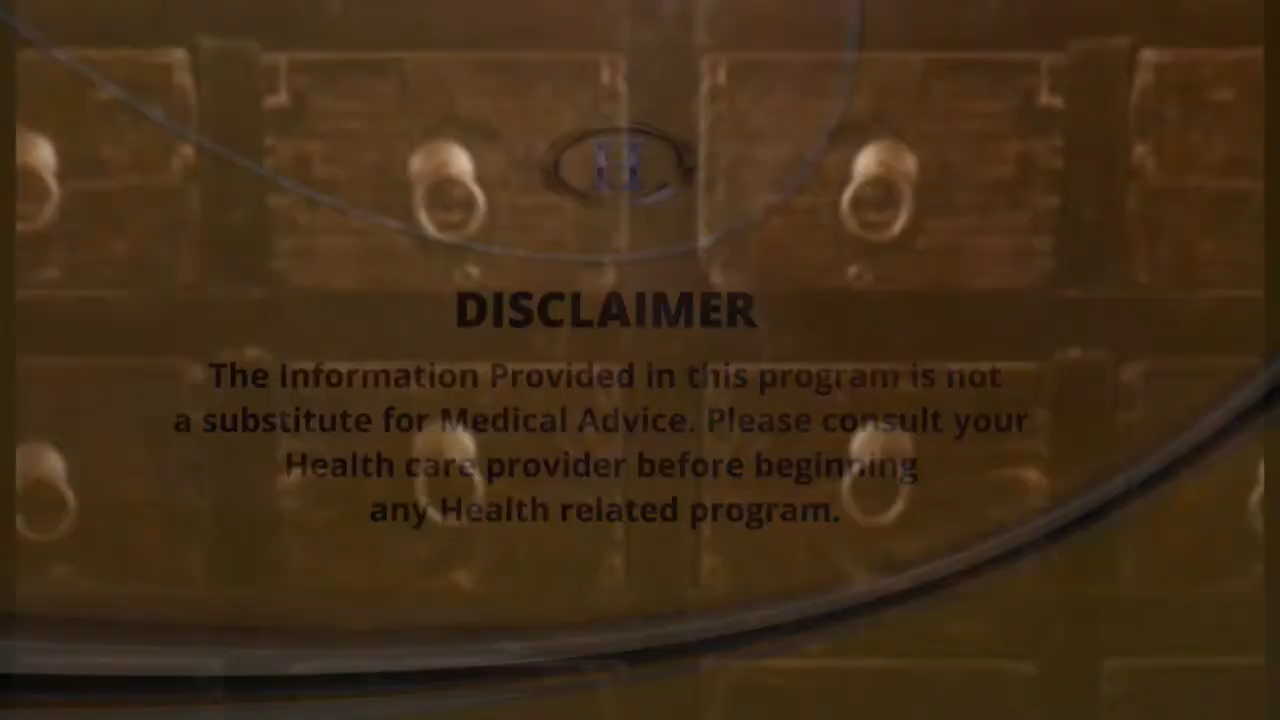 H
DISCLAIMER
The Information Provided in this program is not
a substitute for Medical Advice. Please consult your
Health care provider before beginning
any Health related program.